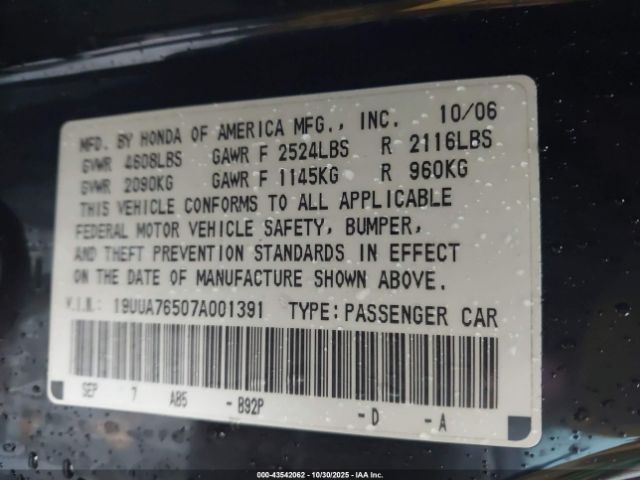 MFD. BY HONDA OF AMERICA MFG., INC. 10/06
GVWR 4608LBS GAWR F 2524LBS R 2116LBS
GVWR 2090KG GAWR F 1145KG R 960KG
THIS VEHICLE CONFORMS TO ALL APPLICABLE
FEDERAL MOTOR VEHICLE SAFETY, BUMPER,
AND THEFT PREVENTION STANDARDS IN EFFECT
ON THE DATE OF MANUFACTURE SHOWN ABOVE.
V.I.N.: 19UUA76507A001391 TYPE: PASSENGER CAR
SEP 7 AB5 - B92P - D - A
000-43542062 - 10/30/2025 - IAA Inc.